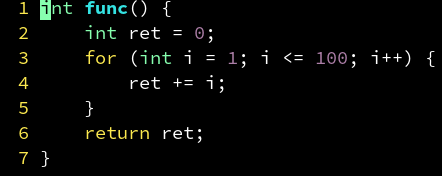 1 int func() {
2     int ret = 0;
3     for (int i = 1; i <= 100; i++) {
4         ret += i;
5     }
6     return ret;
7 }